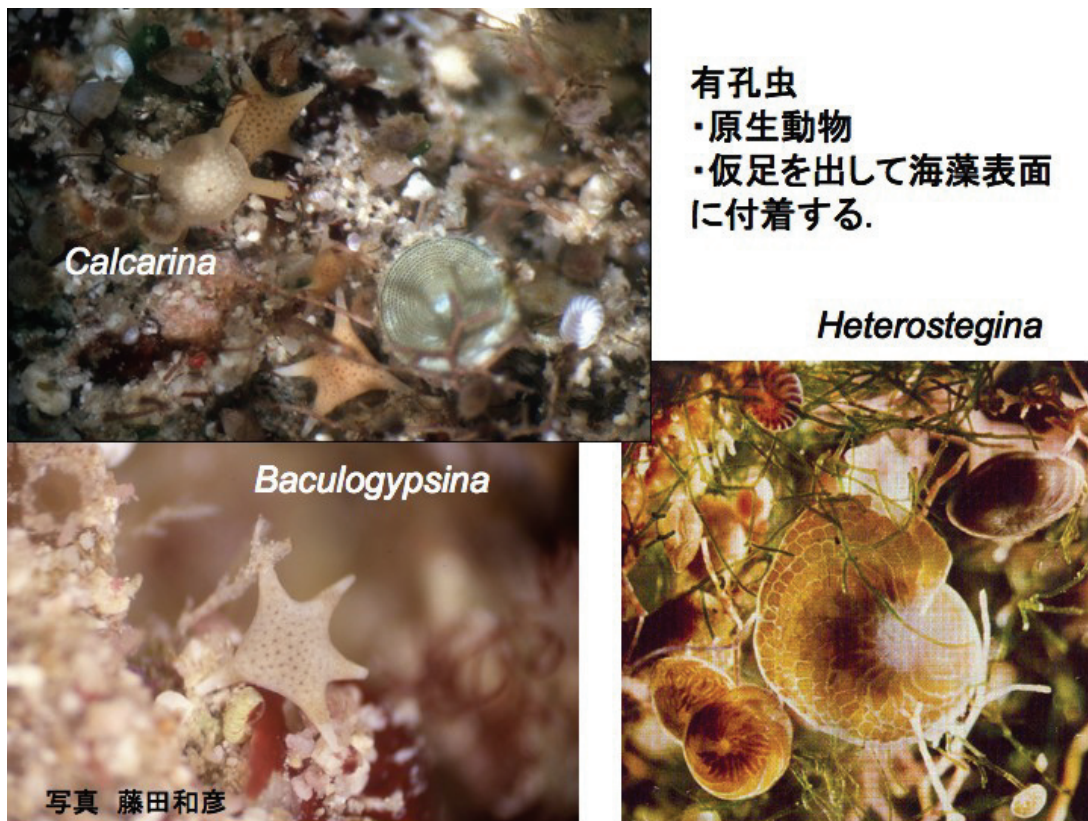 有孔虫
・原生動物
・仮足を出して海藻表面
に付着する.
Calcarina
Heterostegina
Baculogypsina
写真 藤田和彦